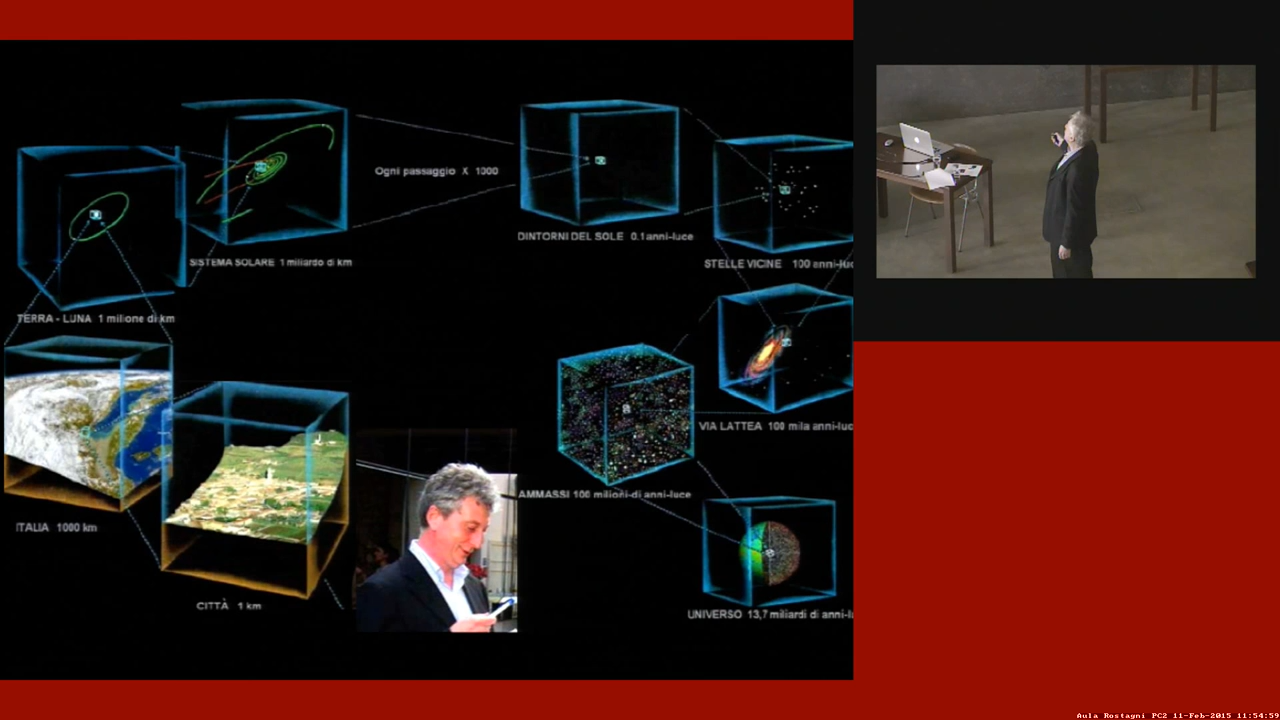 Ogni passaggio X 1000
DINTORNI DEL SOLE 0.1 anni-luce
SISTEMA SOLARE 1 miliardo di km
STELLE VICINE 100 anni-luc
TERRA - LUNA 1 milione di km
VIA LATTEA 100 mila anni-luc
AMMASSI 100 milioni di anni-luce
ITALIA 1000 km
CITTÀ 1 km
UNIVERSO 13,7 miliardi di anni-l
Aula Rostagni PC2 11-Feb-2015 11:54:59